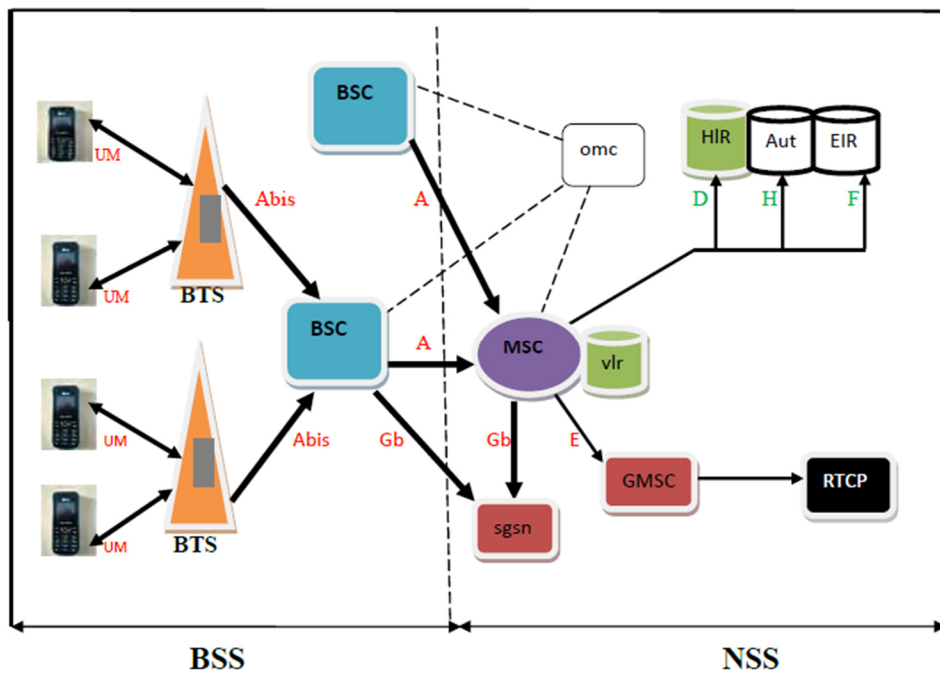 BSC
omc
HlR
Aut
EIR
UM
Abis
A
D
H
F
UM
BTS
BSC
A
MSC
vlr
UM
Abis
Gb
Gb
E
GMSC
RTCP
sgsn
UM
BTS
BSS
NSS